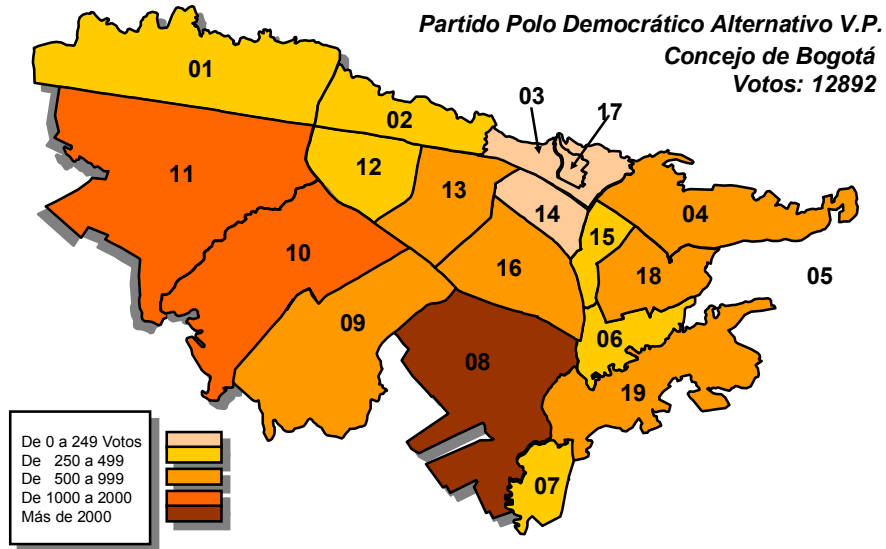 Partido Polo Democrático Alternativo V.P.
Concejo de Bogotá
Votos: 12892
01
02
03
17
11
12
13
14
15
04
10
16
18
05
09
06
08
19
07
De 0 a 249 Votos
De 250 a 499
De 500 a 999
De 1000 a 2000
Más de 2000